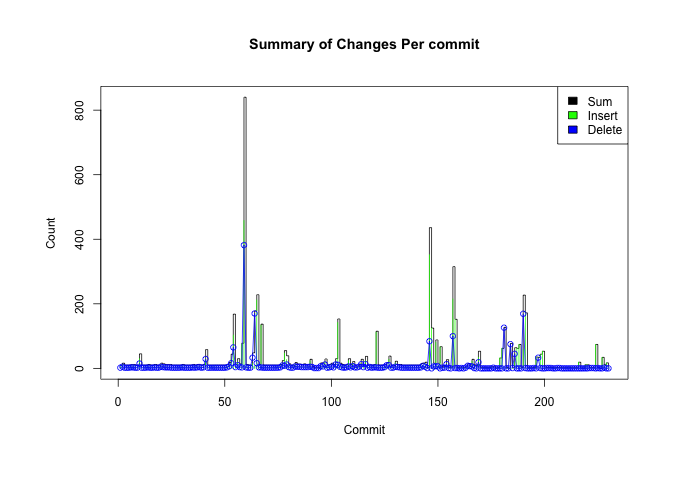 Summary of Changes Per commit
Sum
Insert
Delete
Count
800
600
400
200
0
0 50 100 150 200
Commit